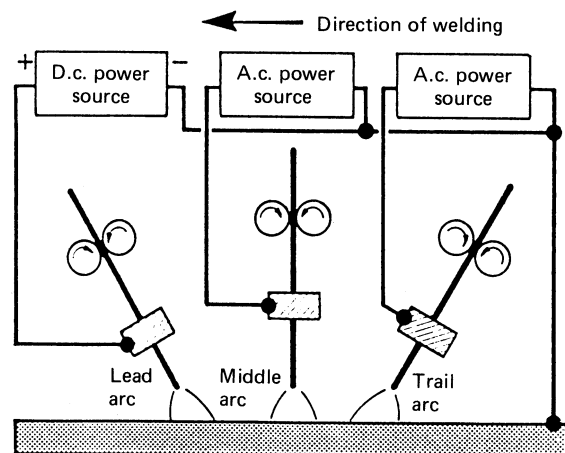 Direction of welding
+
D.c. power
source
−
A.c. power
source
A.c. power
source
Lead
arc
Middle
arc
Trail
arc